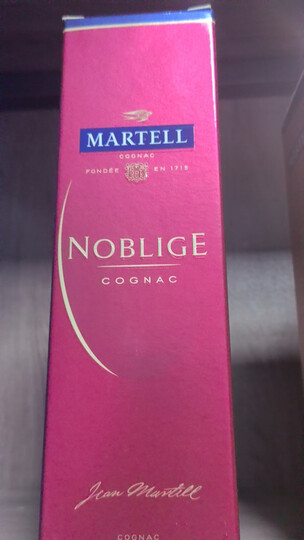 MARTELL
COGNAC
FONDÉE EN 1715
NOBLIGE
COGNAC
Jean Martell
COGNAC